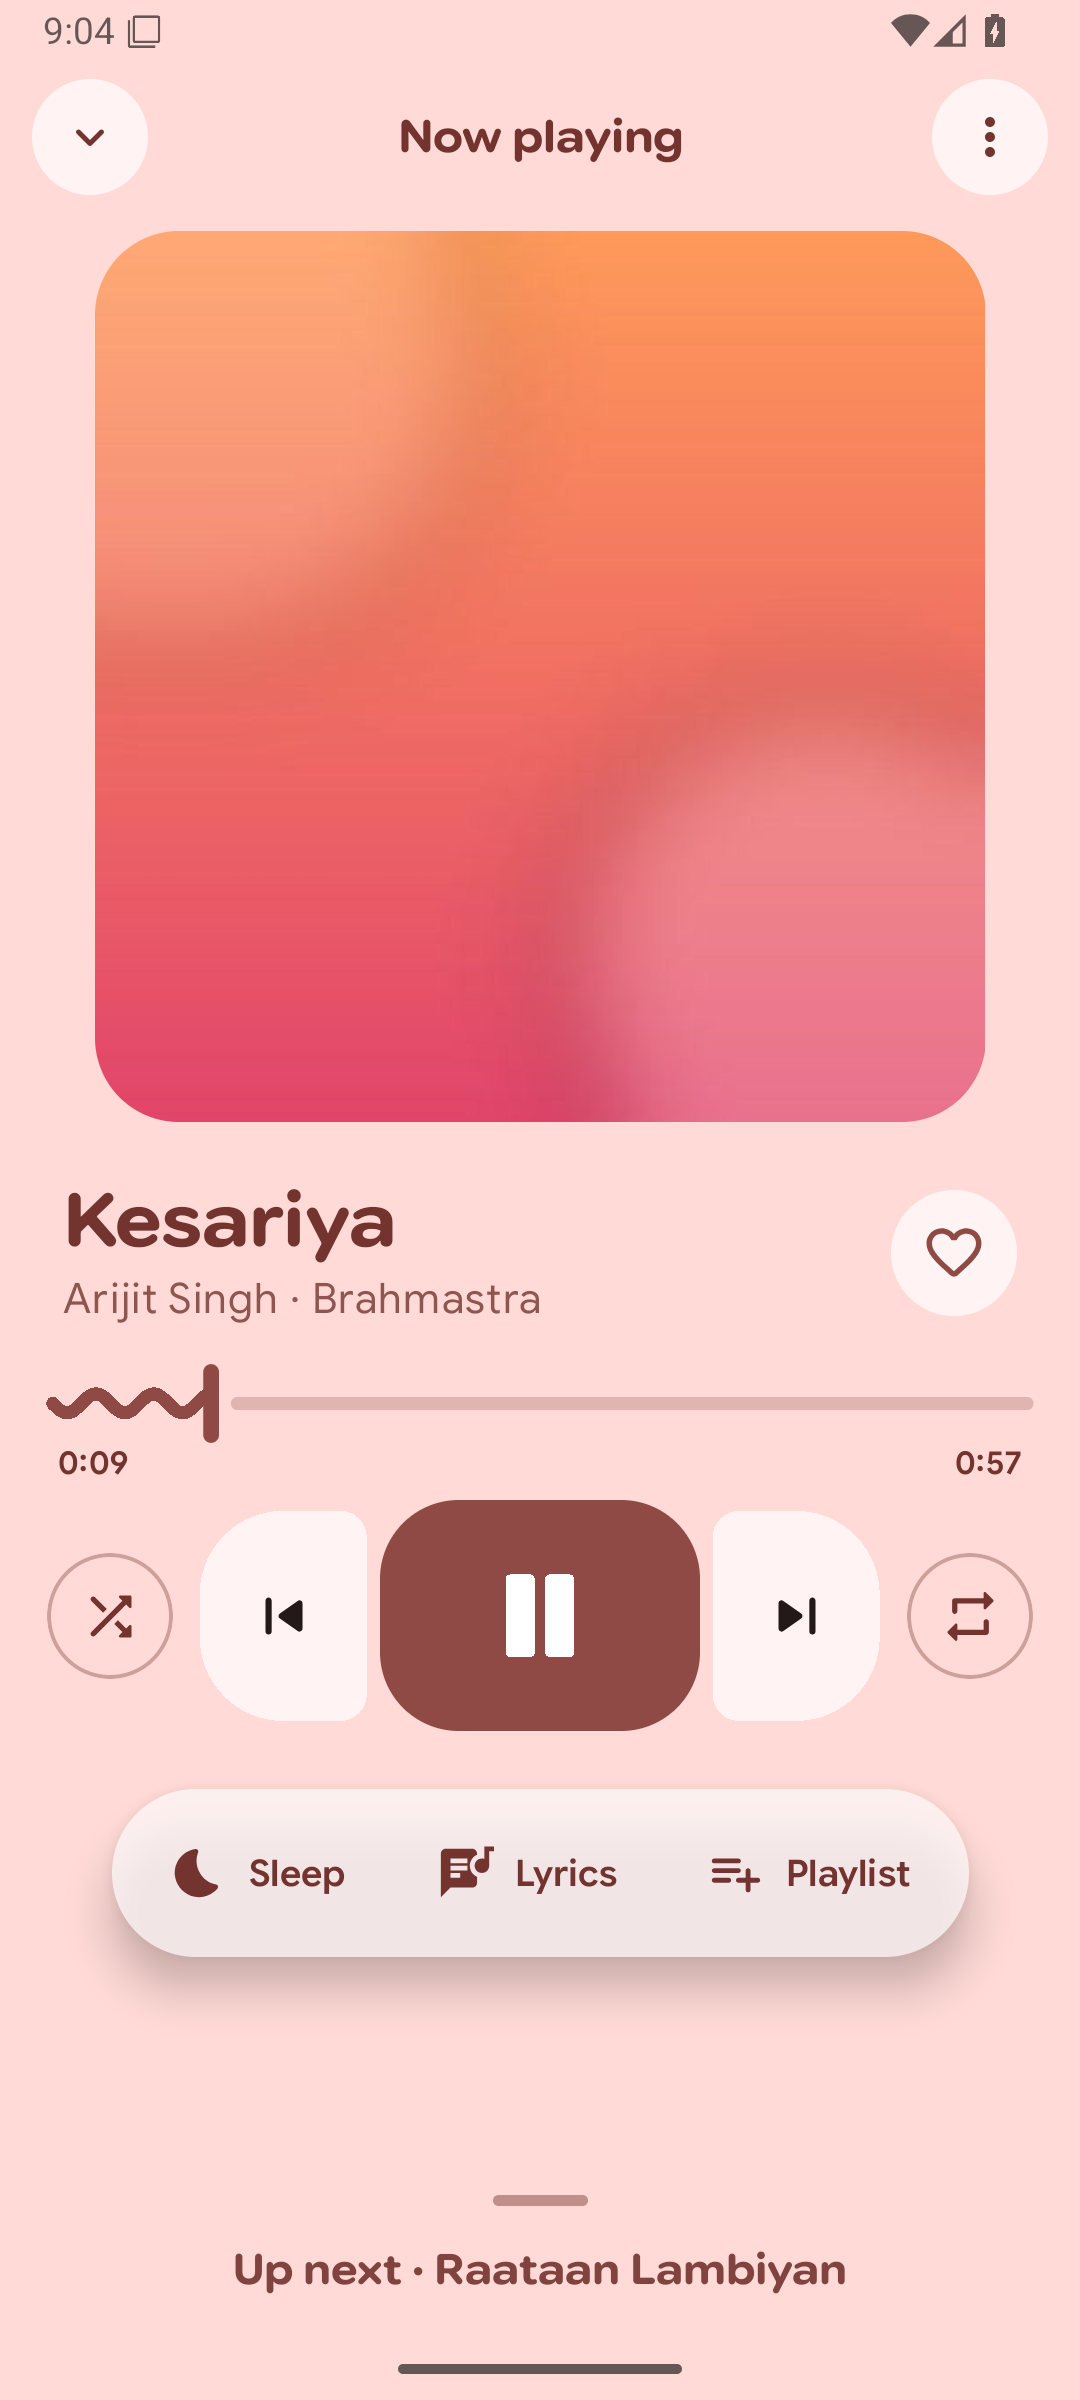 9:04
Now playing
Kesariya
Arijit Singh · Brahmastra
0:09
0:57
Sleep
Lyrics
Playlist
Up next · Raataan Lambiyan